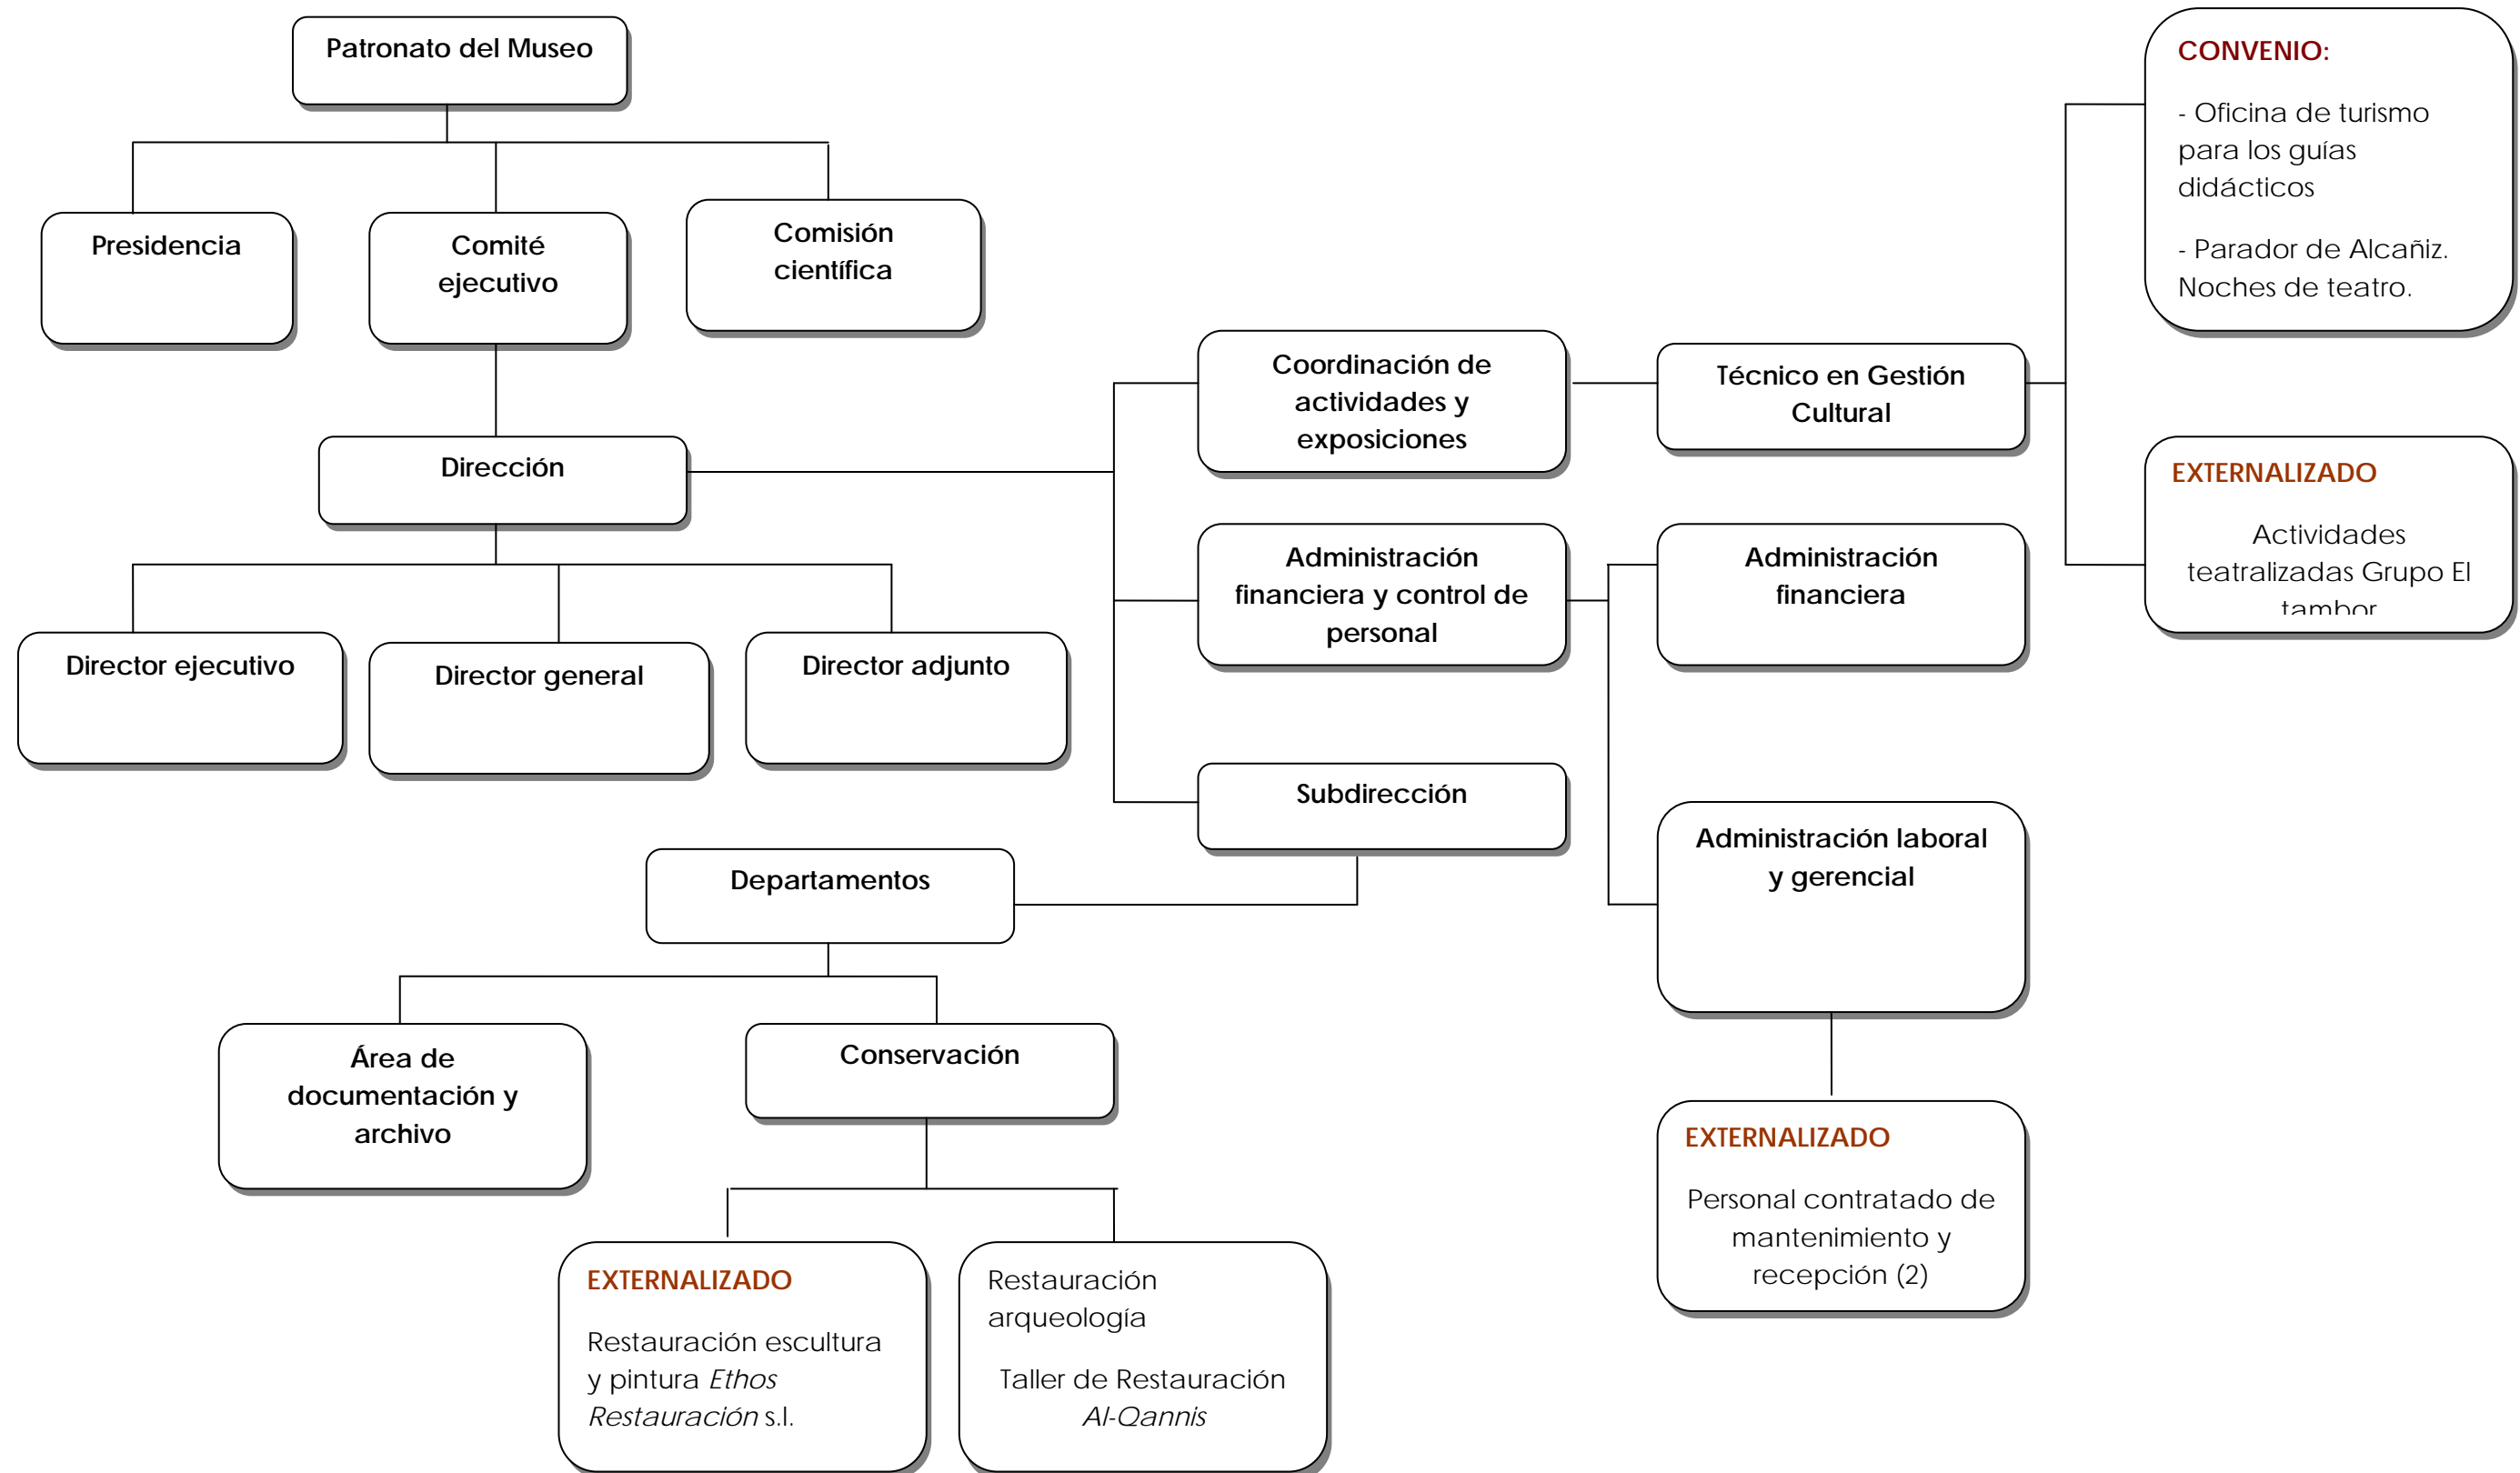 Patronato del Museo
Presidencia
Comité
ejecutivo
Comisión
científica
Dirección
Director ejecutivo
Director general
Director adjunto
Coordinación de
actividades y
exposiciones
Técnico en Gestión
Cultural
CONVENIO:
- Oficina de turismo
para los guías
didácticos
- Parador de Alcañiz.
Noches de teatro.
EXTERNALIZADO
Actividades
teatralizadas Grupo El
tambor
Administración
financiera y control de
personal
Administración
financiera
Administración laboral
y gerencial
EXTERNALIZADO
Personal contratado de
mantenimiento y
recepción (2)
Subdirección
Departamentos
Área de
documentación y
archivo
Conservación
EXTERNALIZADO
Restauración escultura
y pintura Ethos
Restauración s.l.
Restauración
arqueología
Taller de Restauración
Al-Qannis